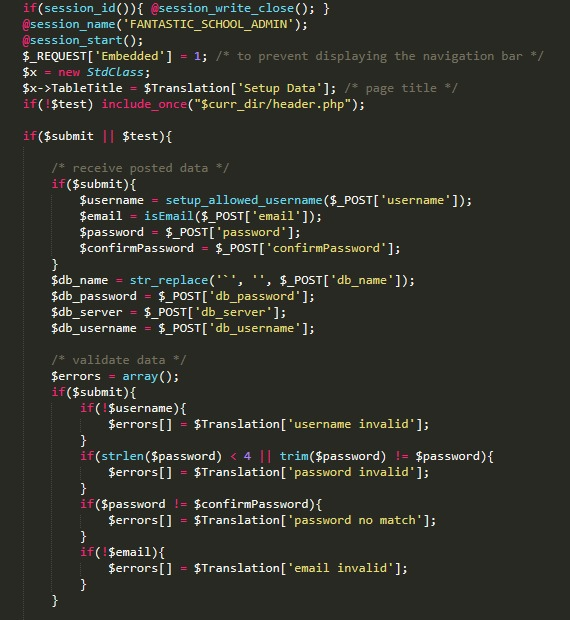 if(session_id()){ @session_write_close(); }
@session_name('FANTASTIC_SCHOOL_ADMIN');
@session_start();
$_REQUEST['Embedded'] = 1; /* to prevent displaying the navigation bar */
$x = new StdClass;
$x->TableTitle = $Translation['Setup Data']; /* page title */
if(!$test) include_once("$curr_dir/header.php");
if($submit || $test){
/* receive posted data */
if($submit){
$username = setup_allowed_username($_POST['username']);
$email = isEmail($_POST['email']);
$password = $_POST['password'];
$confirmPassword = $_POST['confirmPassword'];
}
$db_name = str_replace('`', '', $_POST['db_name']);
$db_password = $_POST['db_password'];
$db_server = $_POST['db_server'];
$db_username = $_POST['db_username'];
/* validate data */
$errors = array();
if($submit){
if(!$username){
$errors[] = $Translation['username invalid'];
}
if(strlen($password) < 4 || trim($password) != $password){
$errors[] = $Translation['password invalid'];
}
if($password != $confirmPassword){
$errors[] = $Translation['password no match'];
}
if(!$email){
$errors[] = $Translation['email invalid'];
}
}